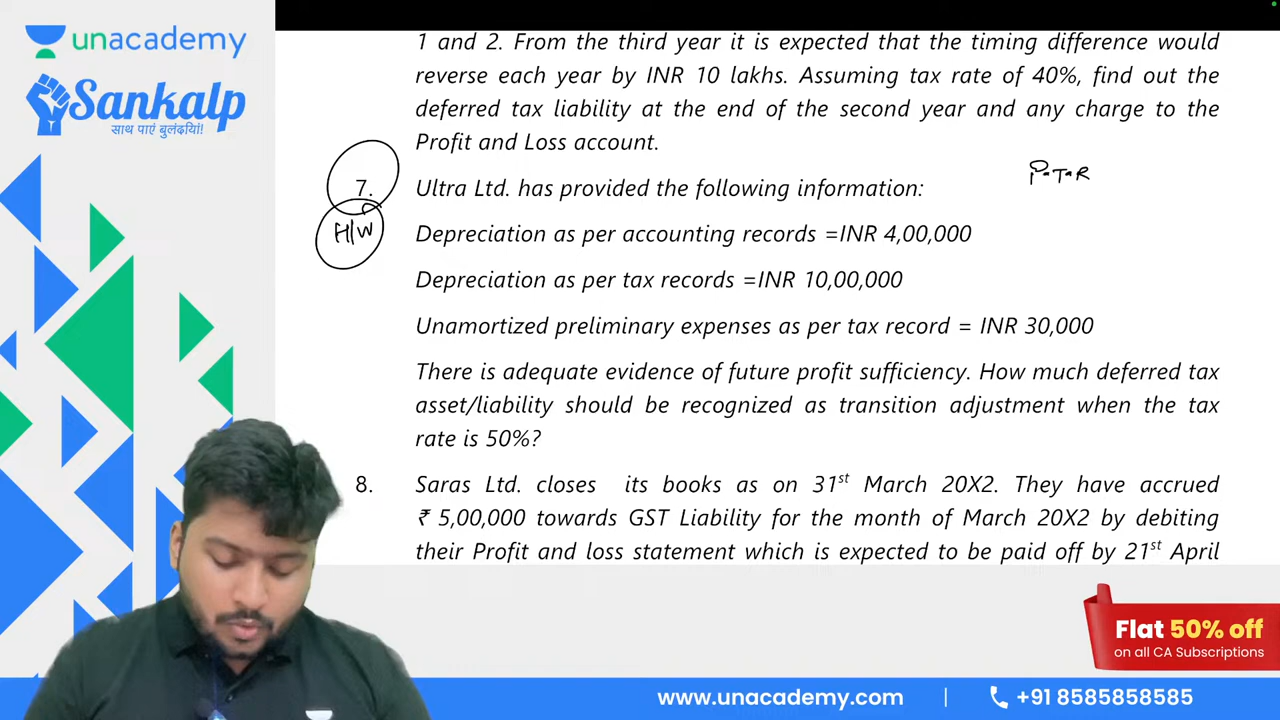 unacademy
Sankalp
साथ पाएं बुलंदियां!
1 and 2. From the third year it is expected that the timing difference would
reverse each year by INR 10 lakhs. Assuming tax rate of 40%, find out the
deferred tax liability at the end of the second year and any charge to the
Profit and Loss account.
7. Ultra Ltd. has provided the following information:
H/W
Depreciation as per accounting records =INR 4,00,000
Depreciation as per tax records =INR 10,00,000
Unamortized preliminary expenses as per tax record = INR 30,000
There is adequate evidence of future profit sufficiency. How much deferred tax
asset/liability should be recognized as transition adjustment when the tax
rate is 50%?
8. Saras Ltd. closes its books as on 31st March 20X2. They have accrued
₹ 5,00,000 towards GST Liability for the month of March 20X2 by debiting
their Profit and loss statement which is expected to be paid off by 21st April
Flat 50% off
on all CA Subscriptions
www.unacademy.com | +91 8585858585